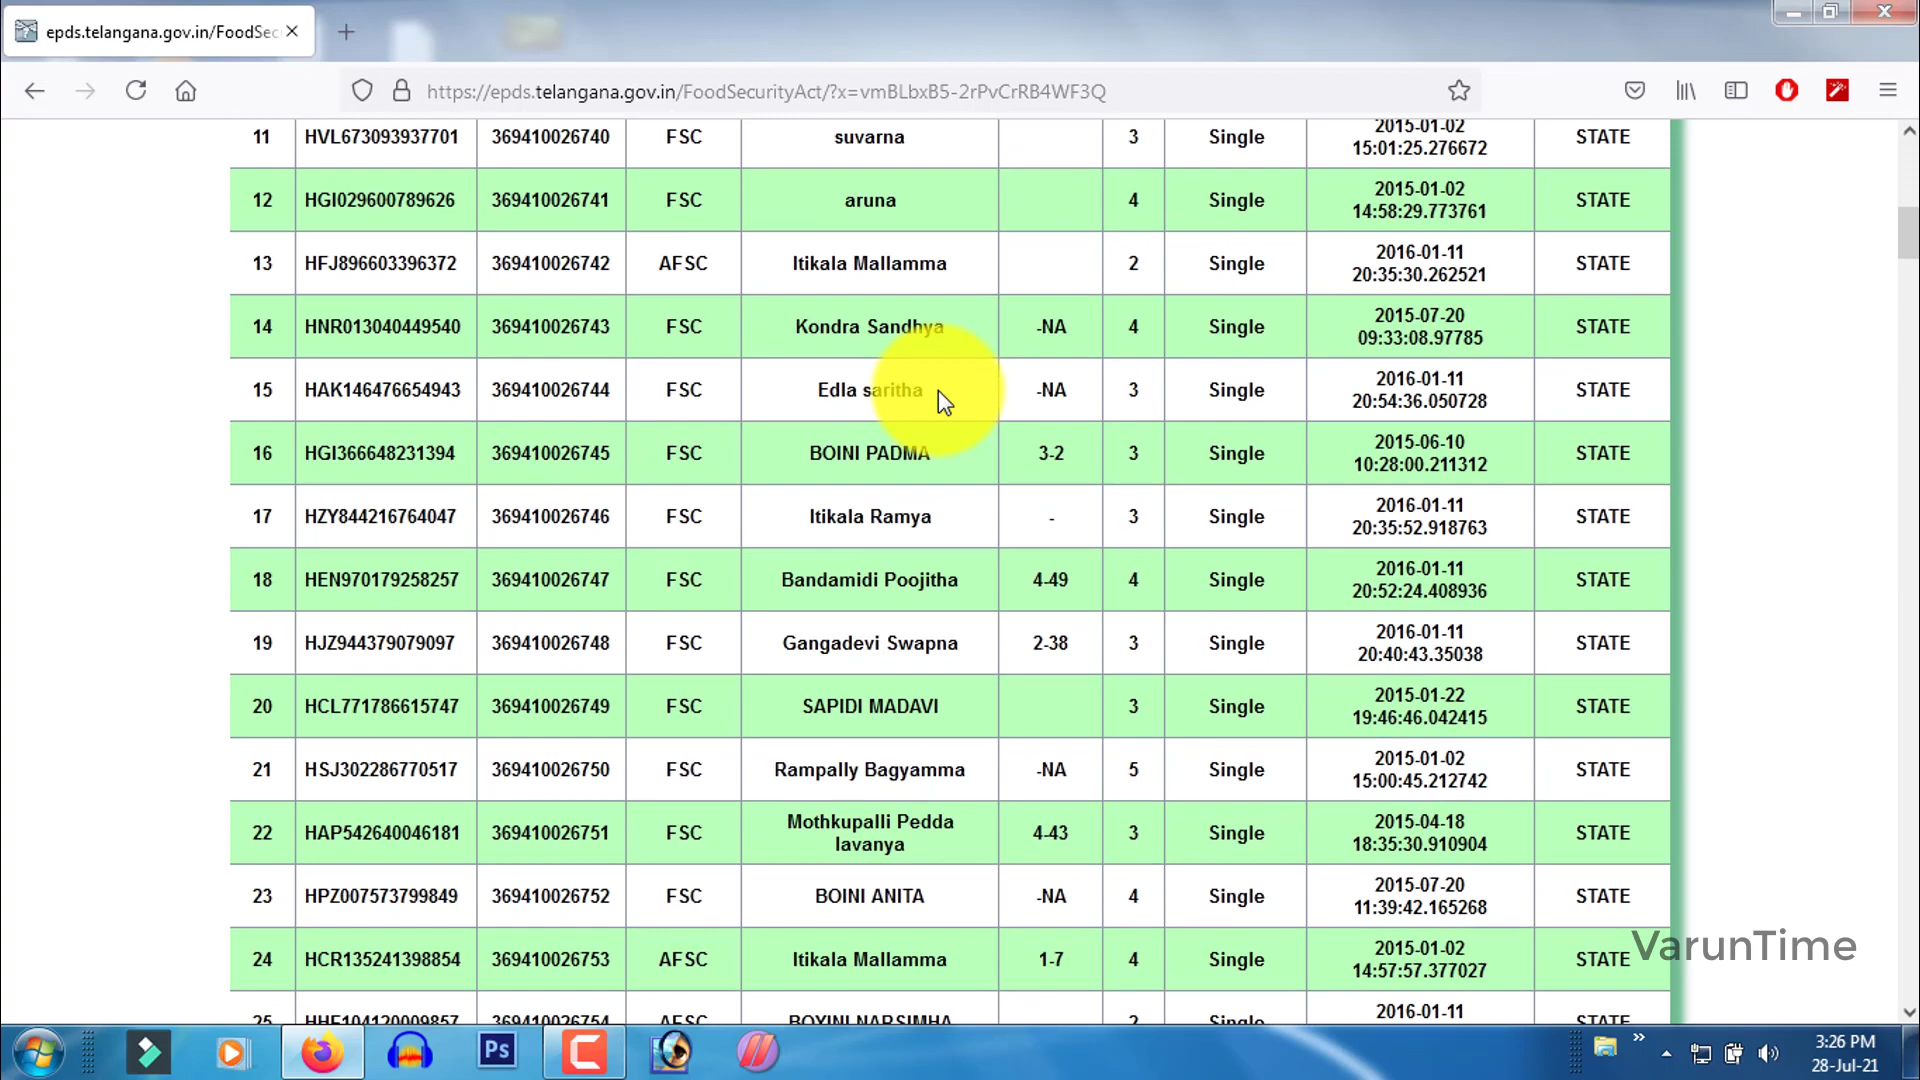 epds.telangana.gov.in/FoodSec
https://epds.telangana.gov.in/FoodSecurityAct/?x=vmBLbxB5-2rPvCrRB4WF3Q
11 HVL673093937701 369410026740 FSC suvarna 3 Single 2015-01-02 15:01:25.276672 STATE
12 HGI029600789626 369410026741 FSC aruna 4 Single 2015-01-02 14:58:29.773761 STATE
13 HFJ896603396372 369410026742 AFSC Itikala Mallamma 2 Single 2016-01-11 20:35:30.262521 STATE
14 HNR013040449540 369410026743 FSC Kondra Sandhya -NA 4 Single 2015-07-20 09:33:08.97785 STATE
15 HAK146476654943 369410026744 FSC Edla saritha -NA 3 Single 2016-01-11 20:54:36.050728 STATE
16 HGI366648231394 369410026745 FSC BOINI PADMA 3-2 3 Single 2015-06-10 10:28:00.211312 STATE
17 HZY844216764047 369410026746 FSC Itikala Ramya - 3 Single 2016-01-11 20:35:52.918763 STATE
18 HEN970179258257 369410026747 FSC Bandamidi Poojitha 4-49 4 Single 2016-01-11 20:52:24.408936 STATE
19 HJZ944379079097 369410026748 FSC Gangadevi Swapna 2-38 3 Single 2016-01-11 20:40:43.35038 STATE
20 HCL771786615747 369410026749 FSC SAPIDI MADAVI 3 Single 2015-01-22 19:46:46.042415 STATE
21 HSJ302286770517 369410026750 FSC Rampally Bagyamma -NA 5 Single 2015-01-02 15:00:45.212742 STATE
22 HAP542640046181 369410026751 FSC Mothkupalli Pedda lavanya 4-43 3 Single 2015-04-18 18:35:30.910904 STATE
23 HPZ007573799849 369410026752 FSC BOINI ANITA -NA 4 Single 2015-07-20 11:39:42.165268 STATE
24 HCR135241398854 369410026753 AFSC Itikala Mallamma 1-7 4 Single 2015-01-02 14:57:57.377027 STATE
25 369410026754 AFSC BOYINI NARSIMHA 2 Single 2016-01-11 STATE
VarunTime
Ps
3:26 PM
28-Jul-21